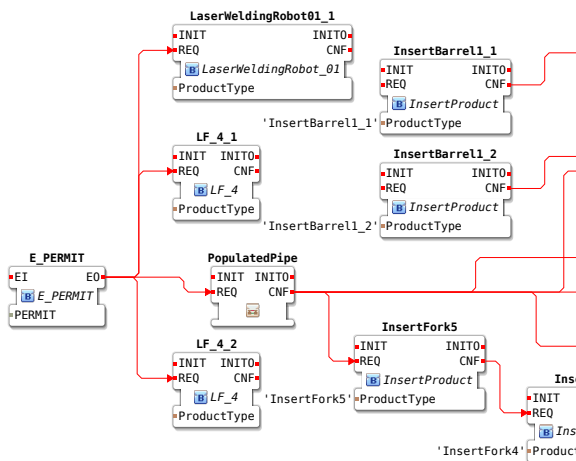 LaserWeldingRobot01_1
INIT INITO
REQ CNF
B LaserWeldingRobot_01
ProductType
InsertBarrel1_1
INIT INITO
REQ CNF
B InsertProduct
'InsertBarrel1_1' ProductType
LF_4_1
INIT INITO
REQ CNF
B LF_4
ProductType
InsertBarrel1_2
INIT INITO
REQ CNF
B InsertProduct
'InsertBarrel1_2' ProductType
E_PERMIT
EI EO
B E_PERMIT
PERMIT
PopulatedPipe
INIT INITO
REQ CNF
LF_4_2
INIT INITO
REQ CNF
B LF_4
ProductType
InsertFork5
INIT INITO
REQ CNF
B InsertProduct
'InsertFork5' ProductType
INIT
REQ
B
'InsertFork4'